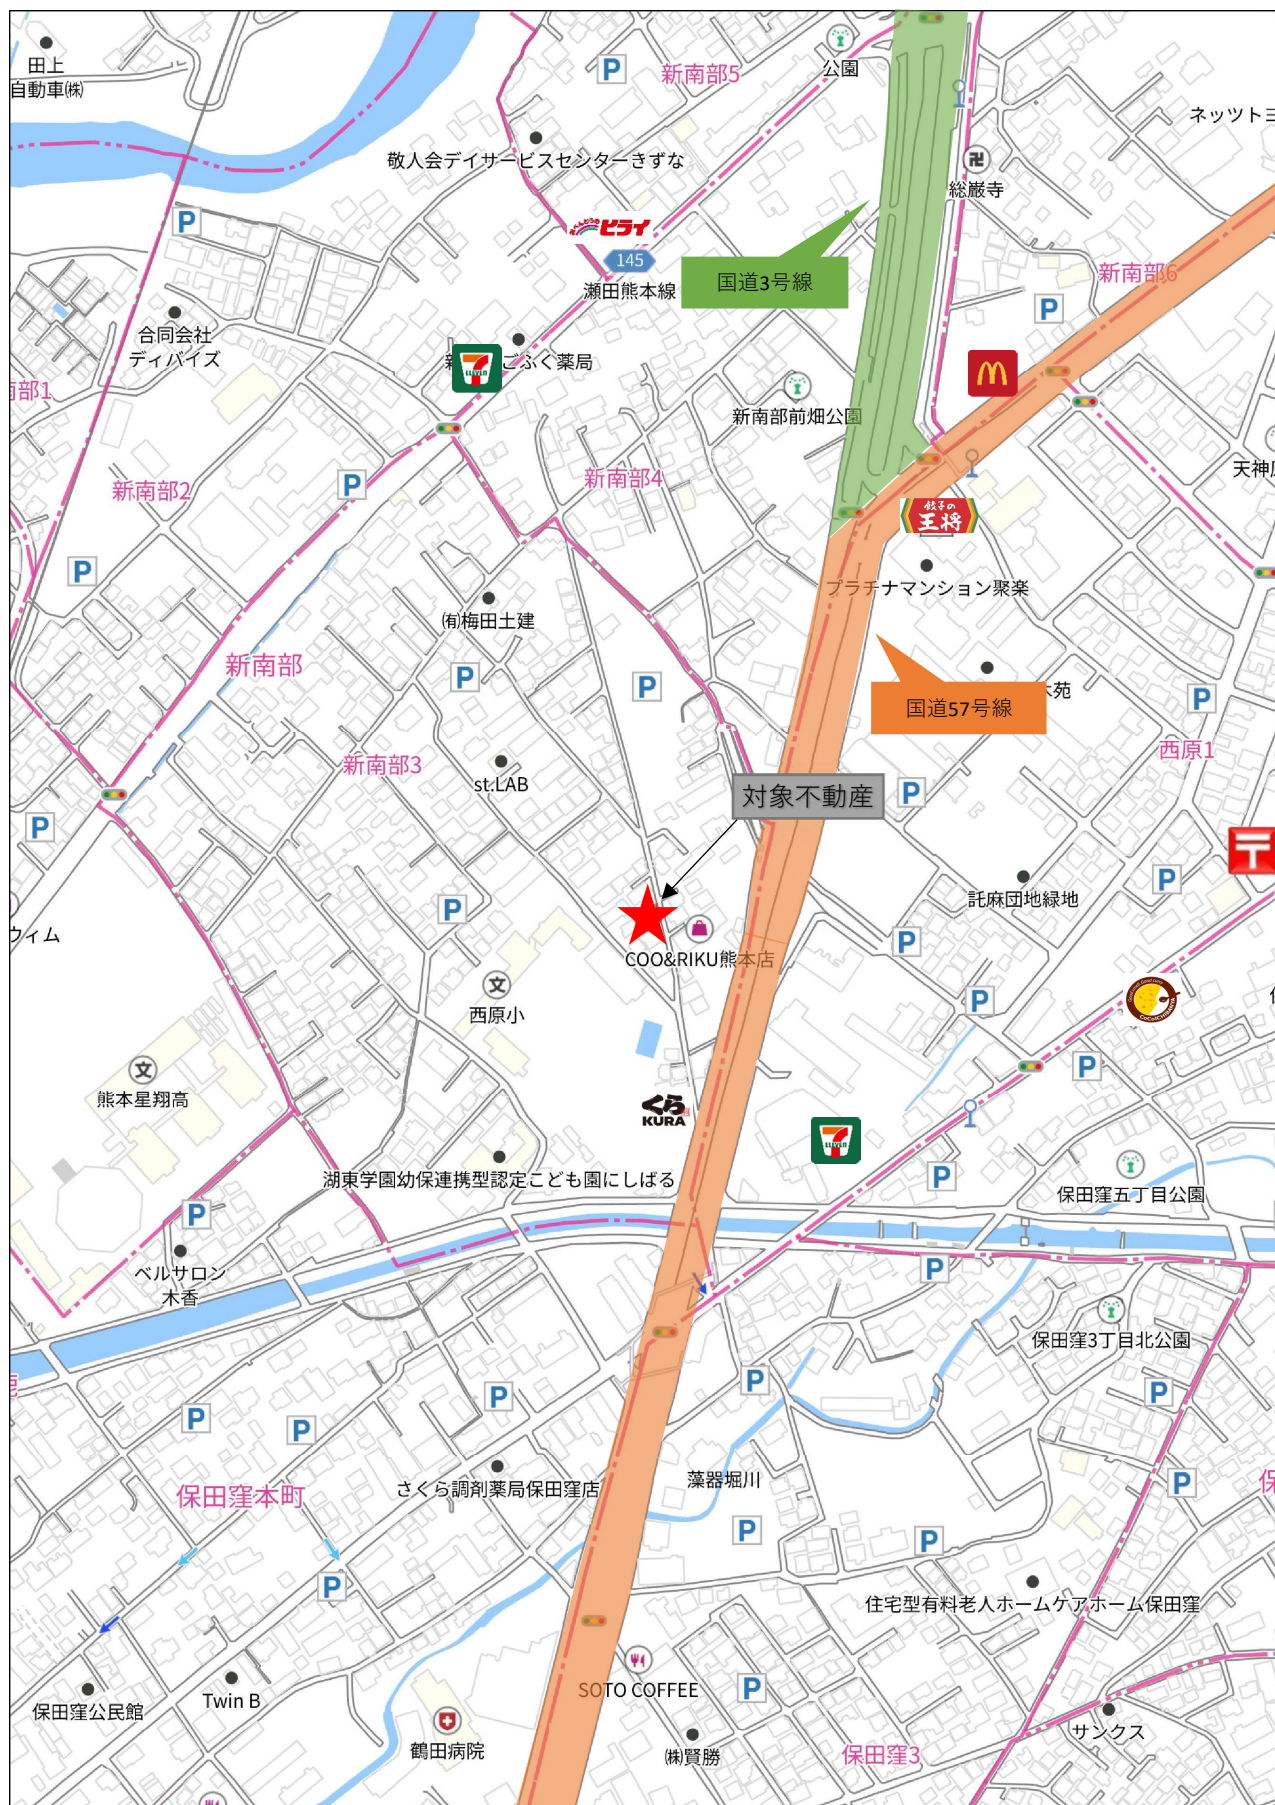 田上
自動車㈱
新南部5
公園
ネッツトヨ
敬人会デイサービスセンターきずな
総巌寺
ヒライ
145
瀬田熊本線
国道3号線
新南部6
合同会社
ディバイズ
ELEVEN
ごふく薬局
南部1
新南部前畑公園
新南部4
新南部2
天神
餃子の
王将
プラチナマンション聚楽
㈲梅田土建
新南部
国道57号線
苑
新南部3
西原1
st.LAB
対象不動産
託麻団地緑地
ウィム
COO&RIKU熊本店
西原小
熊本星翔高
くら
KURA
ELEVEN
湖東学園幼保連携型認定こども園にしばる
保田窪五丁目公園
ベルサロン
木香
保田窪3丁目北公園
藻器堀川
さくら調剤薬局保田窪店
保田窪本町
住宅型有料老人ホームケアホーム保田窪
保田窪公民館
Twin B
SOTO COFFEE
鶴田病院
㈱賢勝
サンクス
保田窪3